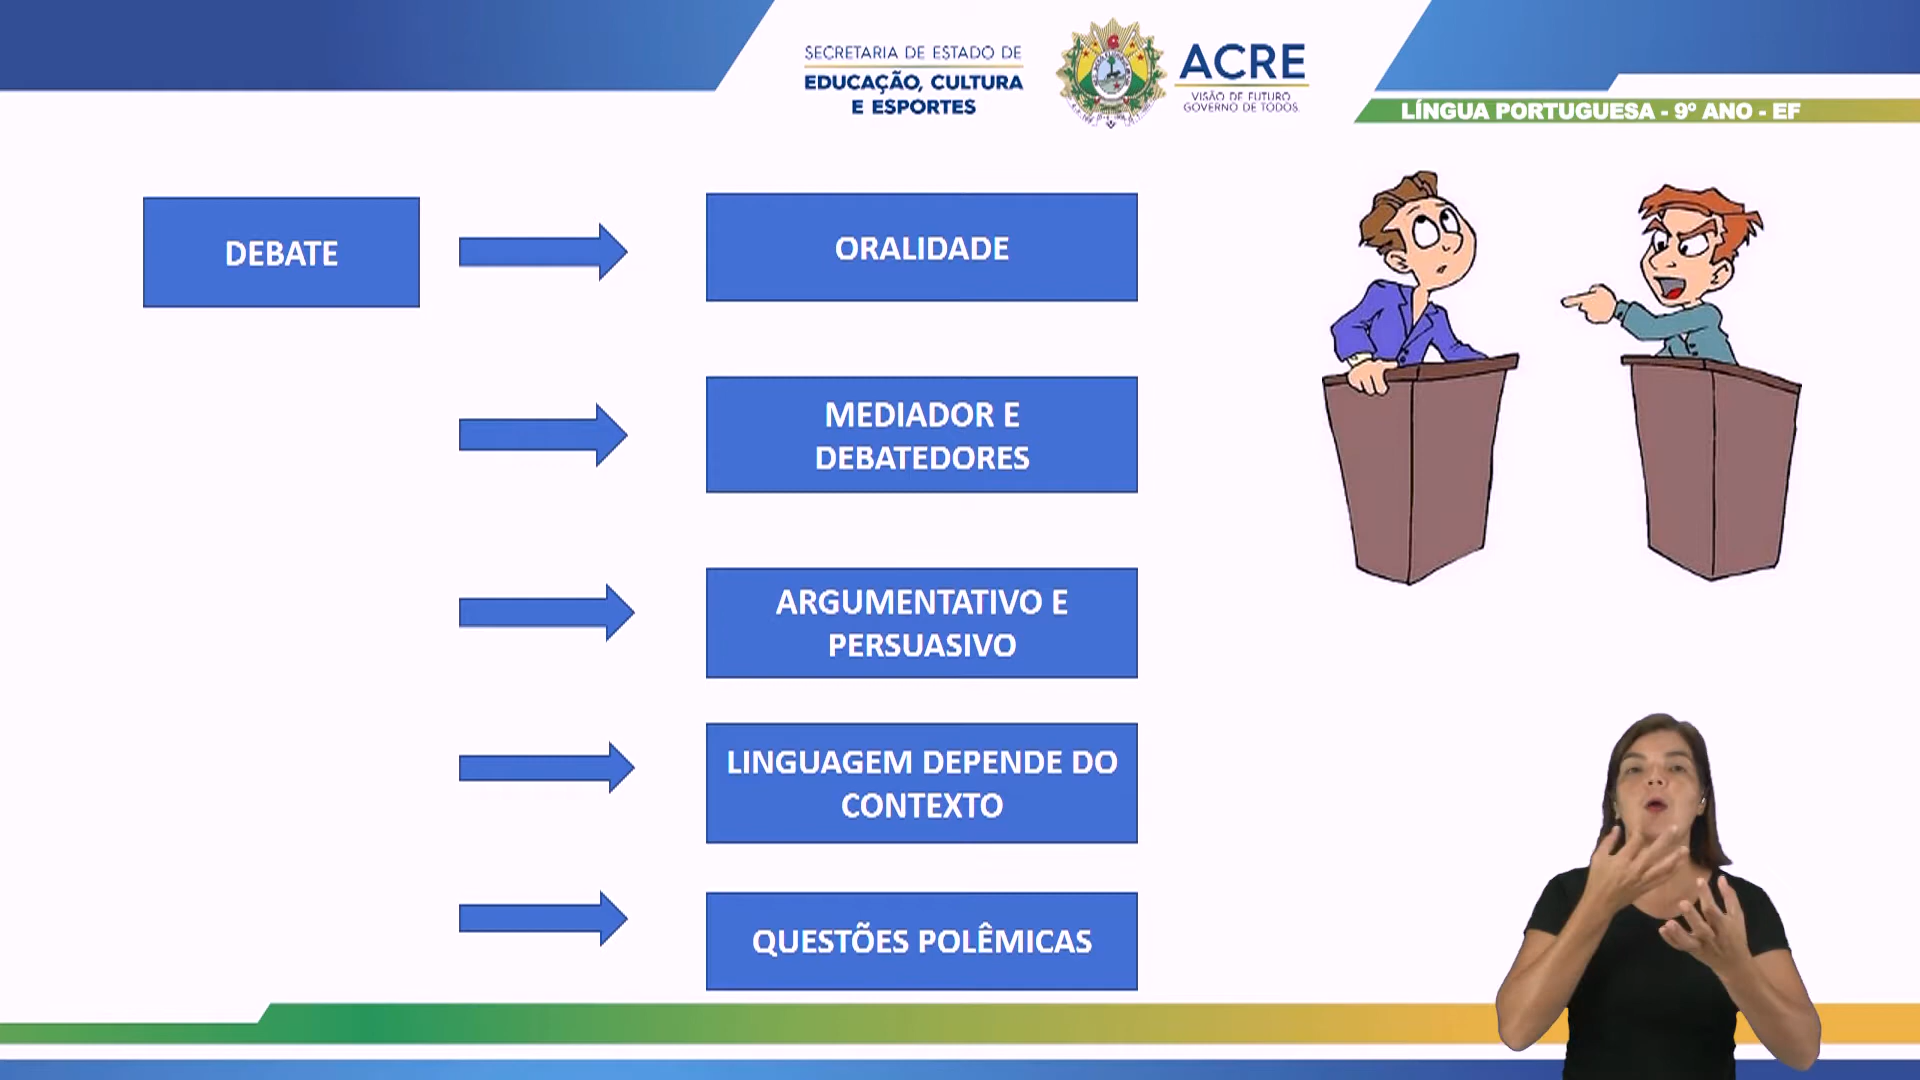 SECRETARIA DE ESTADO DE
EDUCAÇÃO, CULTURA
E ESPORTES
ACRE
VISÃO DE FUTURO
GOVERNO DE TODOS.
LÍNGUA PORTUGUESA - 9º ANO - EF
DEBATE
ORALIDADE
MEDIADOR E
DEBATEDORES
ARGUMENTATIVO E
PERSUASIVO
LINGUAGEM DEPENDE DO
CONTEXTO
QUESTÕES POLÊMICAS